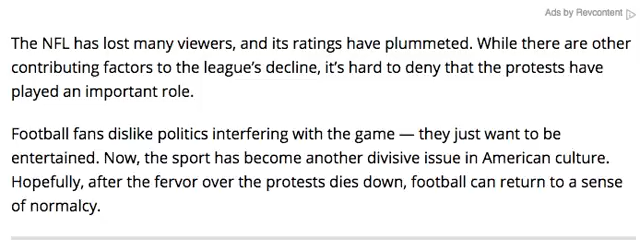 Ads by Revcontent
The NFL has lost many viewers, and its ratings have plummeted. While there are other
contributing factors to the league’s decline, it’s hard to deny that the protests have
played an important role.
Football fans dislike politics interfering with the game — they just want to be
entertained. Now, the sport has become another divisive issue in American culture.
Hopefully, after the fervor over the protests dies down, football can return to a sense
of normalcy.